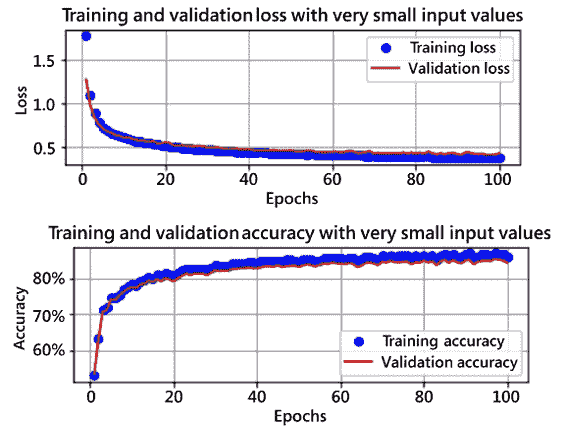 Training and validation loss with very small input values
Loss
1.5
1.0
0.5
Training loss
Validation loss
0 20 40 60 80 100
Epochs
Training and validation accuracy with very small input values
Accuracy
80%
70%
60%
Training accuracy
Validation accuracy
0 20 40 60 80 100
Epochs